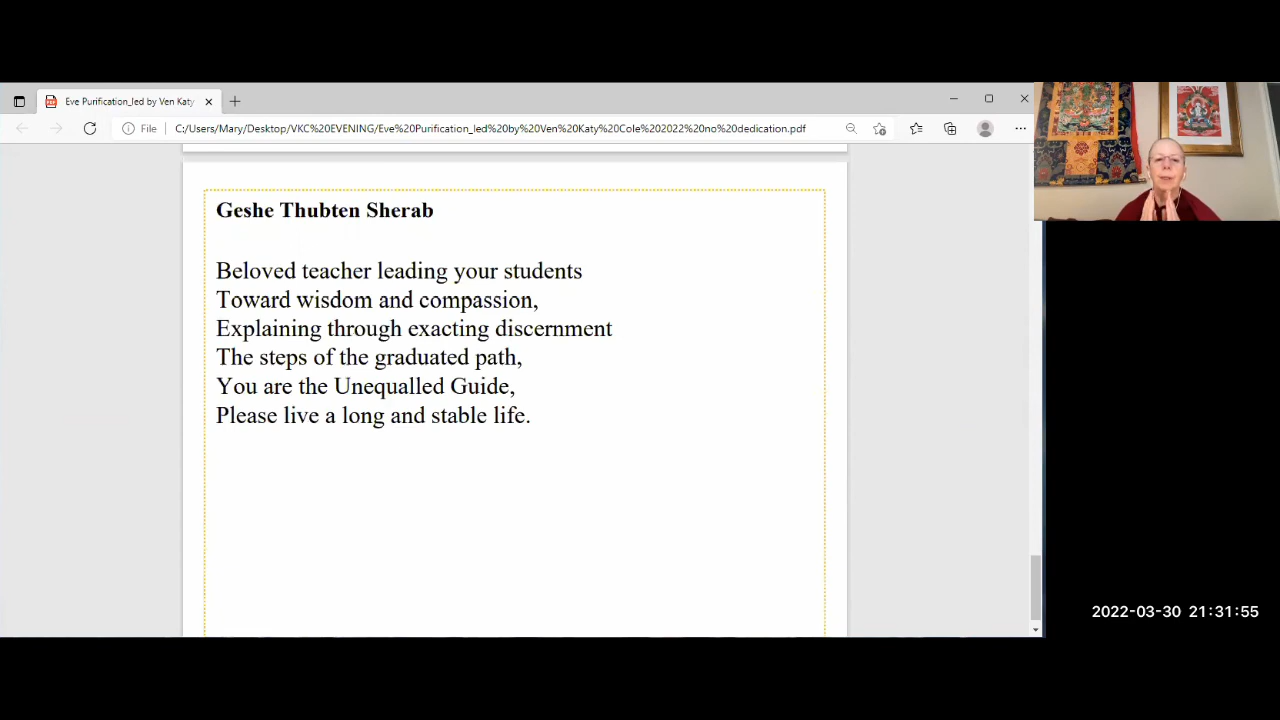 Eve Purification_led by Ven Katy
File
C:/Users/Mary/Desktop/VKC%20EVENING/Eve%20Purification_led%20by%20Ven%20Katy%20Cole%202022%20no%20dedication.pdf
Geshe Thubten Sherab
Beloved teacher leading your students
Toward wisdom and compassion,
Explaining through exacting discernment
The steps of the graduated path,
You are the Unequalled Guide,
Please live a long and stable life.
2022-03-30 21:31:55